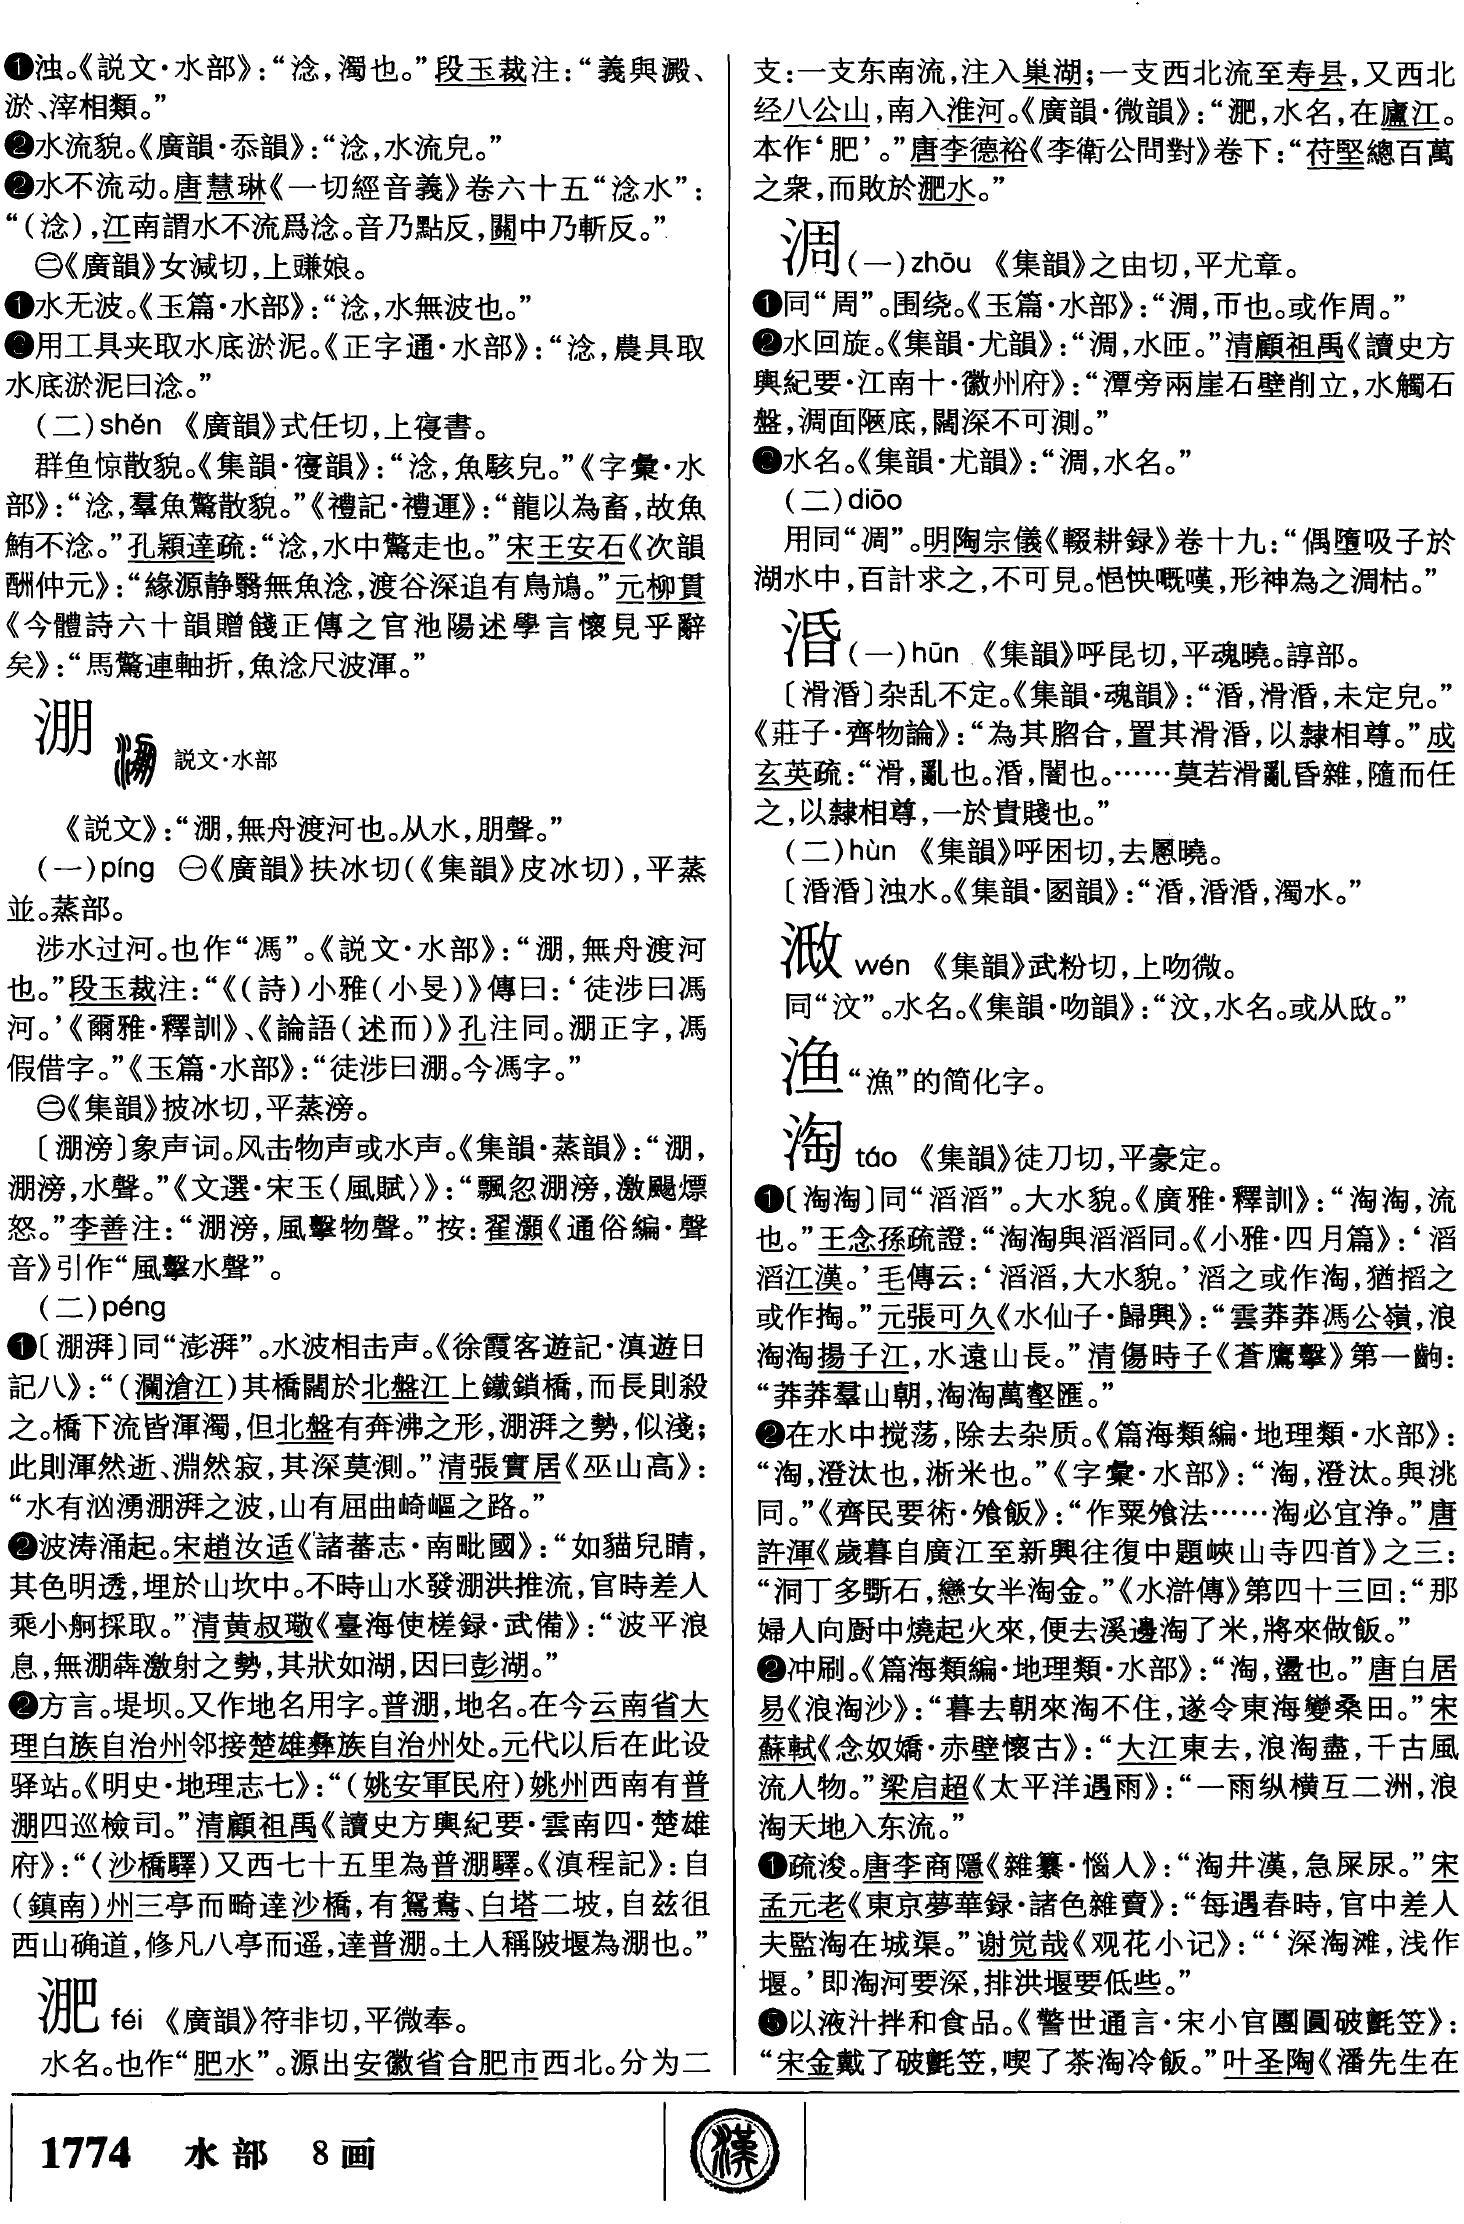 ❶浊。《説文·水部》：“淰，濁也。”段玉裁注：“義與澱、
淤、滓相類。”
❷水流貌。《廣韻·忝韻》：“淰，水流皃。”
❷水不流动。唐慧琳《一切經音義》卷六十五“淰水”：
“（淰），江南謂水不流爲淰。音乃點反，關中乃斬反。”
㊁《廣韻》女減切，上豏娘。
❶水无波。《玉篇·水部》：“淰，水無波也。”
❷用工具夹取水底淤泥。《正字通·水部》：“淰，農具取
水底淤泥曰淰。”
（二）shěn 《廣韻》式任切，上寑書。
群鱼惊散貌。《集韻·寑韻》：“淰，魚駭皃。”《字彙·水
部》：“淰，羣魚驚散貌。”《禮記·禮運》：“龍以為畜，故魚
鮪不淰。”孔穎達疏：“淰，水中驚走也。”宋王安石《次韻
酬仲元》：“緣源静翳無魚淰，渡谷深追有鳥鴥。”元柳貫
《今體詩六十韻贈餞正傳之官池陽述學言懷見乎辭
矣》：“馬驚連軸折，魚淰尺波渾。”
淜 説文·水部
《説文》：“淜，無舟渡河也。从水，朋聲。”
（一）píng ㊀《廣韻》扶冰切（《集韻》皮冰切），平蒸
並。蒸部。
涉水过河。也作“馮”。《説文·水部》：“淜，無舟渡河
也。”段玉裁注：“《（詩）小雅（小旻）》傳曰：‘徒涉曰馮
河。’《爾雅·釋訓》、《論語（述而）》孔注同。淜正字，馮
假借字。”《玉篇·水部》：“徒涉曰淜。今馮字。”
㊁《集韻》披冰切，平蒸滂。
〔淜滂〕象声词。风击物声或水声。《集韻·蒸韻》：“淜，
淜滂，水聲。”《文選·宋玉〈風賦〉》：“飄忽淜滂，激颺熛
怒。”李善注：“淜滂，風擊物聲。”按：翟灝《通俗編·聲
音》引作“風擊水聲”。
（二）péng
❶〔淜湃〕同“澎湃”。水波相击声。《徐霞客遊記·滇遊日
記八》：“（瀾滄江）其橋闊於北盤江上鐵鎖橋，而長則殺
之。橋下流皆渾濁，但北盤有奔沸之形，淜湃之勢，似淺；
此則渾然逝、淵然寂，其深莫測。”清張實居《巫山高》：
“水有汹湧淜湃之波，山有屈曲崎嶇之路。”
❷波涛涌起。宋趙汝适《諸蕃志·南毗國》：“如貓兒睛，
其色明透，埋於山坎中。不時山水發淜洪推流，官時差人
乘小舸採取。”清黄叔璥《臺海使槎録·武備》：“波平浪
息，無淜犇激射之勢，其狀如湖，因曰彭湖。”
❷方言。堤坝。又作地名用字。普淜，地名。在今云南省大
理白族自治州邻接楚雄彝族自治州处。元代以后在此设
驿站。《明史·地理志七》：“（姚安軍民府）姚州西南有普
淜四巡檢司。”清顧祖禹《讀史方輿紀要·雲南四·楚雄
府》：“（沙橋驛）又西七十五里為普淜驛。《滇程記》：自
（鎮南）州三亭而畸達沙橋，有鴛鴦、白塔二坡，自兹徂
西山确道，修凡八亭而遥，達普淜。土人稱陂堰為淜也。”
淝 féi 《廣韻》符非切，平微奉。
水名。也作“肥水”。源出安徽省合肥市西北。分为二
支：一支东南流，注入巢湖；一支西北流至寿县，又西北
经八公山，南入淮河。《廣韻·微韻》：“淝，水名，在廬江。
本作‘肥’。”唐李德裕《李衛公問對》卷下：“苻堅總百萬
之衆，而敗於淝水。”
淍 （一）zhōu 《集韻》之由切，平尤章。
❶同“周”。围绕。《玉篇·水部》：“淍，帀也。或作周。”
❷水回旋。《集韻·尤韻》：“淍，水匝。”清顧祖禹《讀史方
輿紀要·江南十·徽州府》：“潭旁兩崖石壁削立，水觸石
盤，淍面陿底，闊深不可測。”
❸水名。《集韻·尤韻》：“淍，水名。”
（二）diāo
用同“凋”。明陶宗儀《輟耕録》卷十九：“偶墮吸子於
湖水中，百計求之，不可見。悒怏嘅嘆，形神為之淍枯。”
涽 （一）hūn 《集韻》呼昆切，平魂曉。諄部。
〔滑涽〕杂乱不定。《集韻·魂韻》：“涽，滑涽，未定皃。”
《莊子·齊物論》：“為其脗合，置其滑涽，以隸相尊。”成
玄英疏：“滑，亂也。涽，闇也。……莫若滑亂昏雜，隨而任
之，以隸相尊，一於貴賤也。”
（二）hùn 《集韻》呼困切，去慁曉。
〔涽涽〕浊水。《集韻·圂韻》：“涽，涽涽，濁水。”
㴃 wén 《集韻》武粉切，上吻微。
同“汶”。水名。《集韻·吻韻》：“汶，水名。或从㪅。”
渔 “漁”的简化字。
淘 táo 《集韻》徒刀切，平豪定。
❶〔淘淘〕同“滔滔”。大水貌。《廣雅·釋訓》：“淘淘，流
也。”王念孫疏證：“淘淘與滔滔同。《小雅·四月篇》：‘滔
滔江漢。’毛傳云：‘滔滔，大水貌。’滔之或作淘，猶搯之
或作掏。”元張可久《水仙子·歸興》：“雲莽莽馮公嶺，浪
淘淘揚子江，水遠山長。”清傷時子《蒼鷹擊》第一齣：
“莽莽羣山朝，淘淘萬壑匯。”
❷在水中搅荡，除去杂质。《篇海類編·地理類·水部》：
“淘，澄汰也，淅米也。”《字彙·水部》：“淘，澄汰。與洮
同。”《齊民要術·飧飯》：“作粟飧法……淘必宜净。”唐
許渾《歲暮自廣江至新興往復中題峽山寺四首》之三：
“洞丁多斲石，戀女半淘金。”《水滸傳》第四十三回：“那
婦人向厨中燒起火來，便去溪邊淘了米，將來做飯。”
❷冲刷。《篇海類編·地理類·水部》：“淘，盪也。”唐白居
易《浪淘沙》：“暮去朝來淘不住，遂令東海變桑田。”宋
蘇軾《念奴嬌·赤壁懷古》：“大江東去，浪淘盡，千古風
流人物。”梁启超《太平洋遇雨》：“一雨纵横亙二洲，浪
淘天地入东流。”
❶疏浚。唐李商隱《雜纂·惱人》：“淘井漢，急屎尿。”宋
孟元老《東京夢華録·諸色雜賣》：“每遇春時，官中差人
夫監淘在城渠。”谢觉哉《观花小记》：“‘深淘滩，浅作
堰。’即淘河要深，排洪堰要低些。”
❺以液汁拌和食品。《警世通言·宋小官團圓破氈笠》：
“宋金戴了破氈笠，喫了茶淘冷飯。”叶圣陶《潘先生在
1774 水部 8画
漢